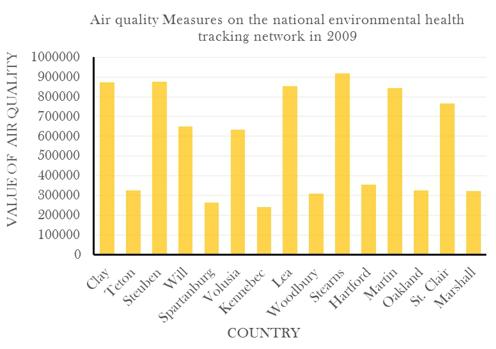 Air quality Measures on the national environmental health
tracking network in 2009
VALUE OF AIR QUALITY
1000000
900000
800000
700000
600000
500000
400000
300000
200000
100000
0
Clay
Teton
Steuben
Will
Spartanburg
Volusia
Kennebec
Lea
Woodbury
Stearns
Hartford
Martin
Oakland
St. Clair
Marshall
COUNTRY